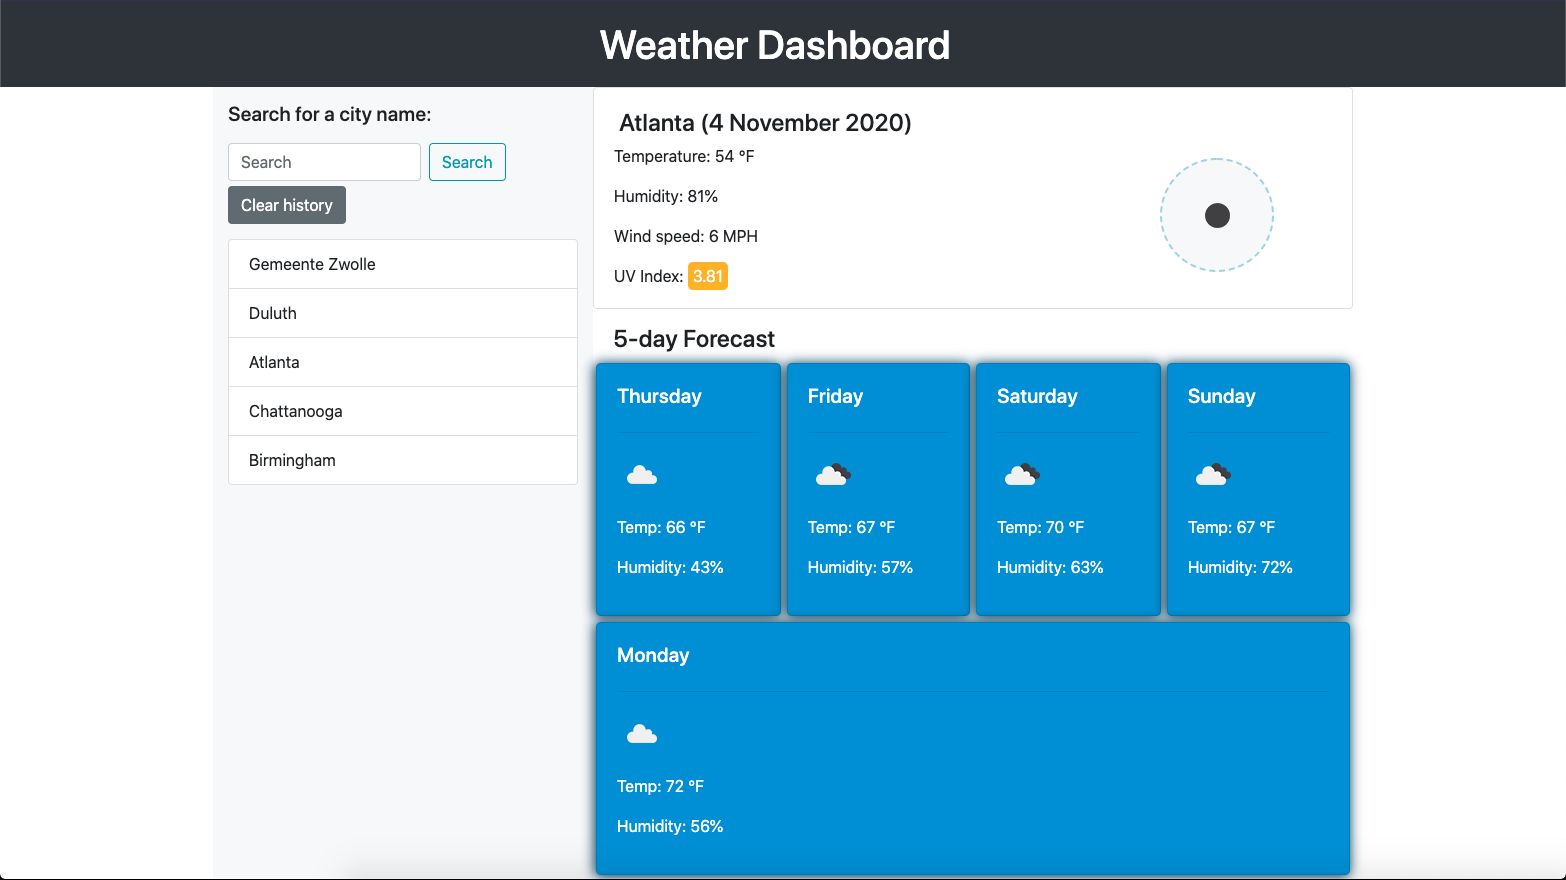 Weather Dashboard
Search for a city name:
Search
Search
Clear history
Gemeente Zwolle
Duluth
Atlanta
Chattanooga
Birmingham
Atlanta (4 November 2020)
Temperature: 54 °F
Humidity: 81%
Wind speed: 6 MPH
UV Index: 3.81
5-day Forecast
Thursday
Temp: 66 °F
Humidity: 43%
Friday
Temp: 67 °F
Humidity: 57%
Saturday
Temp: 70 °F
Humidity: 63%
Sunday
Temp: 67 °F
Humidity: 72%
Monday
Temp: 72 °F
Humidity: 56%